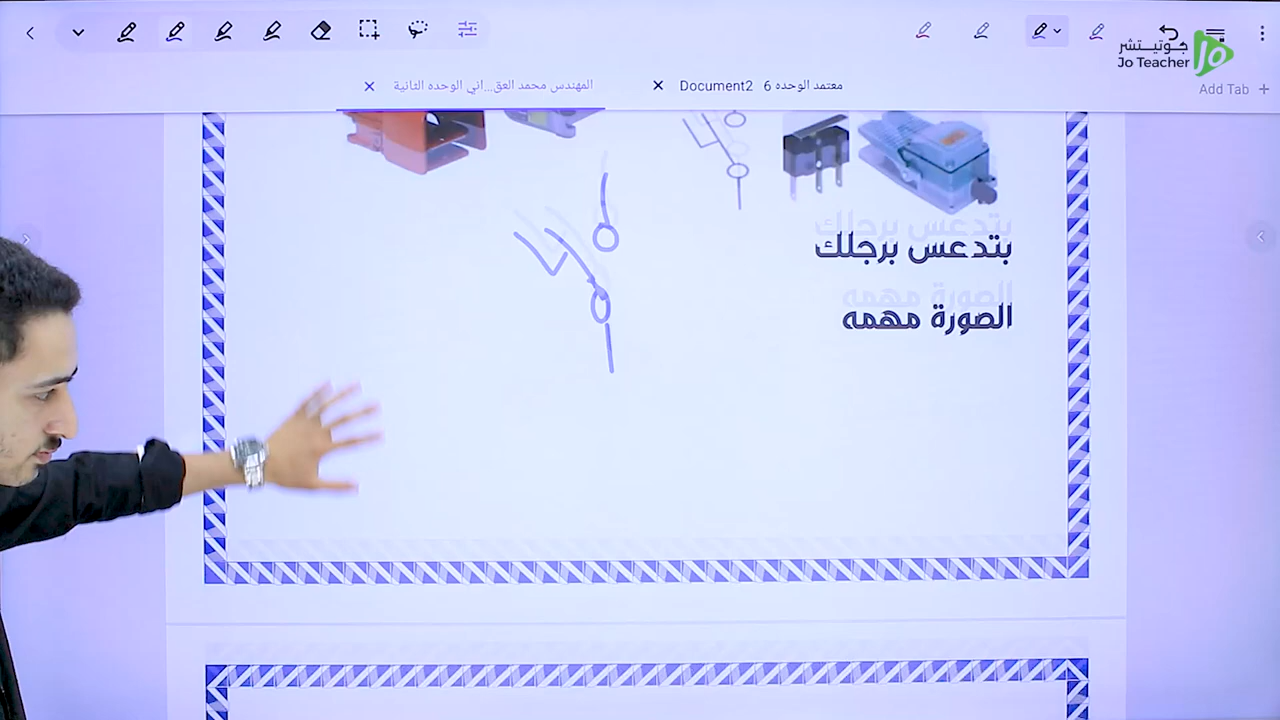 جوتيتشر
Jo Teacher
المهندس محمد العق...اني الوحده الثانية
Document2 معتمد الوحده 6
Add Tab
بتدعس برجلك
الصورة مهمه